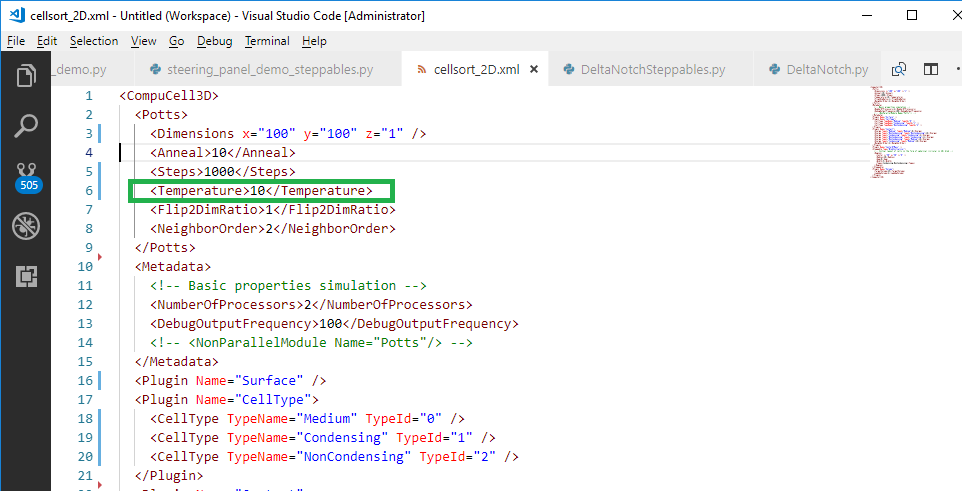 cellsort_2D.xml - Untitled (Workspace) - Visual Studio Code [Administrator]
File Edit Selection View Go Debug Terminal Help
_demo.py steering_panel_demo_steppables.py cellsort_2D.xml DeltaNotchSteppables.py DeltaNotch.py
505
1 <CompuCell3D>
2 <Potts>
3 <Dimensions x="100" y="100" z="1" />
4 <Anneal>10</Anneal>
5 <Steps>1000</Steps>
6 <Temperature>10</Temperature>
7 <Flip2DimRatio>1</Flip2DimRatio>
8 <NeighborOrder>2</NeighborOrder>
9 </Potts>
10 <Metadata>
11 <!-- Basic properties simulation -->
12 <NumberOfProcessors>2</NumberOfProcessors>
13 <DebugOutputFrequency>100</DebugOutputFrequency>
14 <!-- <NonParallelModule Name="Potts"/> -->
15 </Metadata>
16 <Plugin Name="Surface" />
17 <Plugin Name="CellType">
18 <CellType TypeName="Medium" TypeId="0" />
19 <CellType TypeName="Condensing" TypeId="1" />
20 <CellType TypeName="NonCondensing" TypeId="2" />
21 </Plugin>